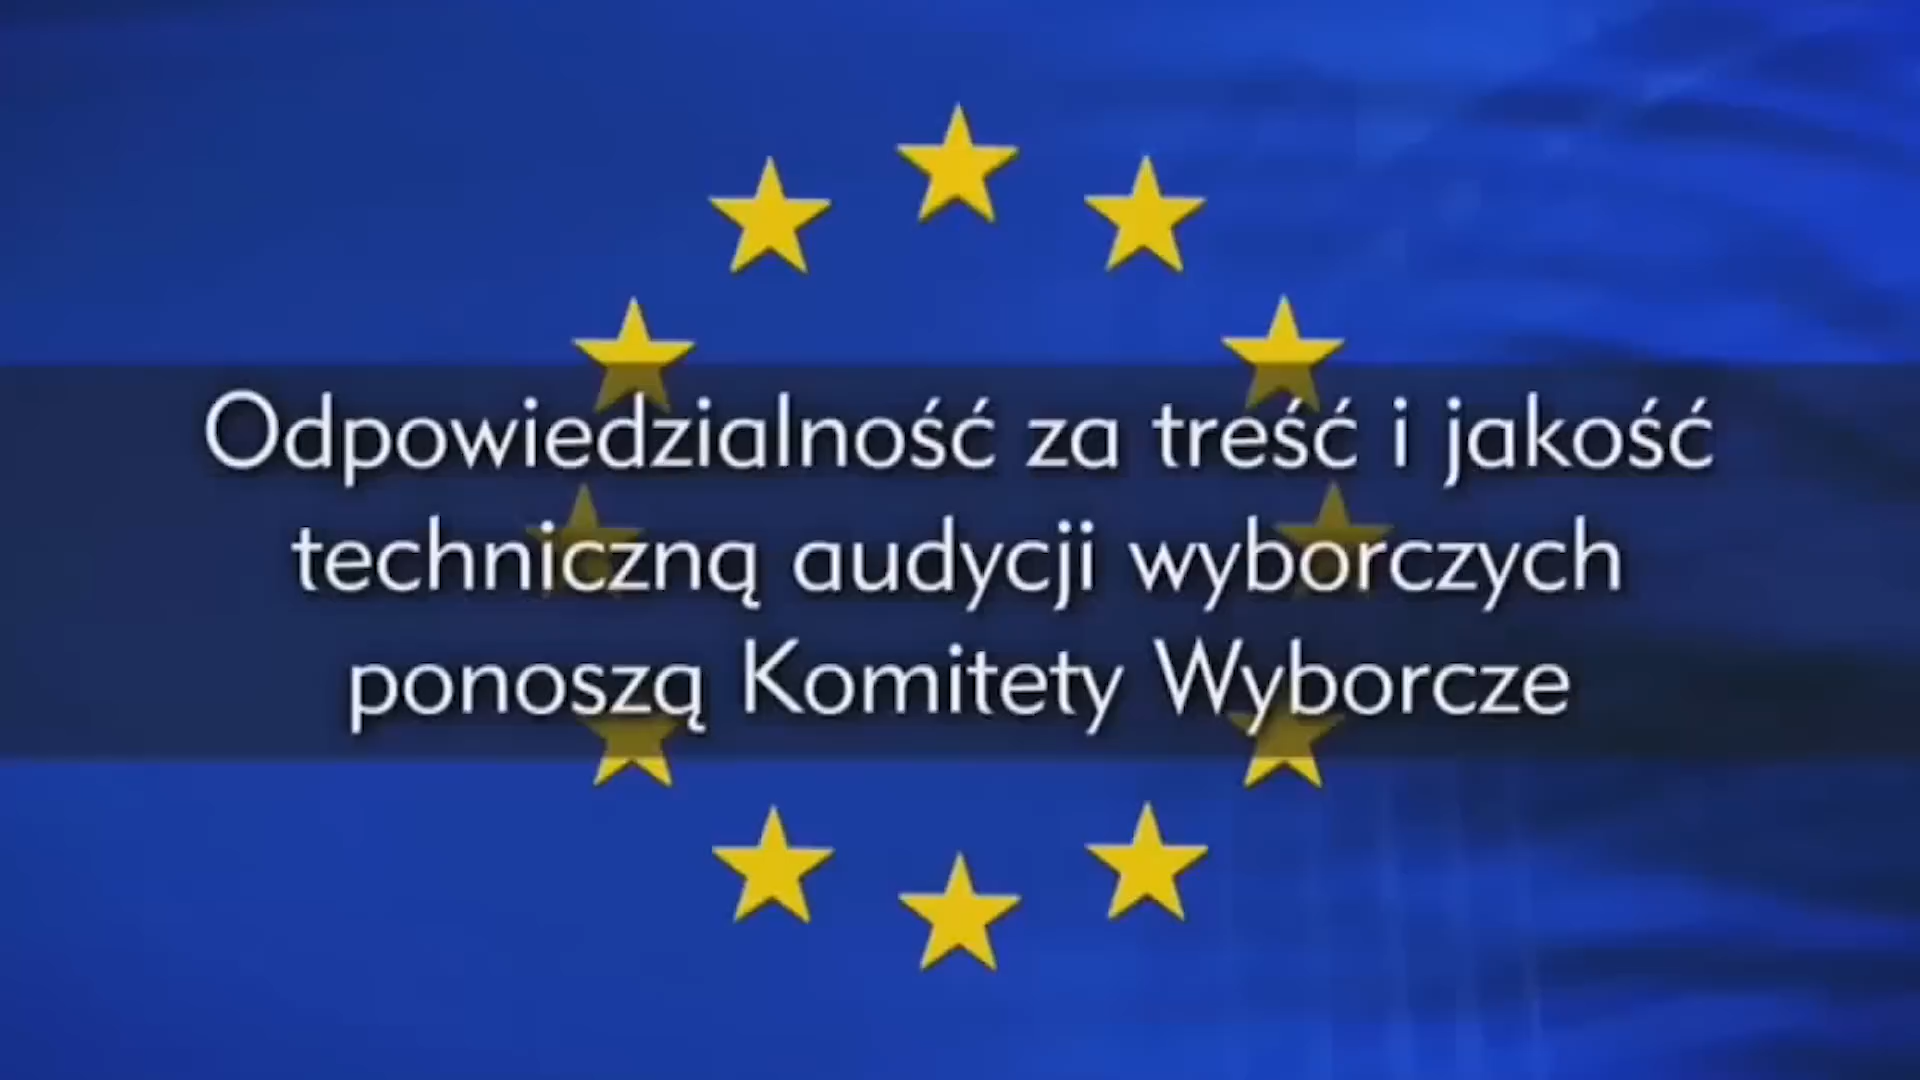 Odpowiedzialność za treść i jakość
techniczną audycji wyborczych
ponoszą Komitety Wyborcze